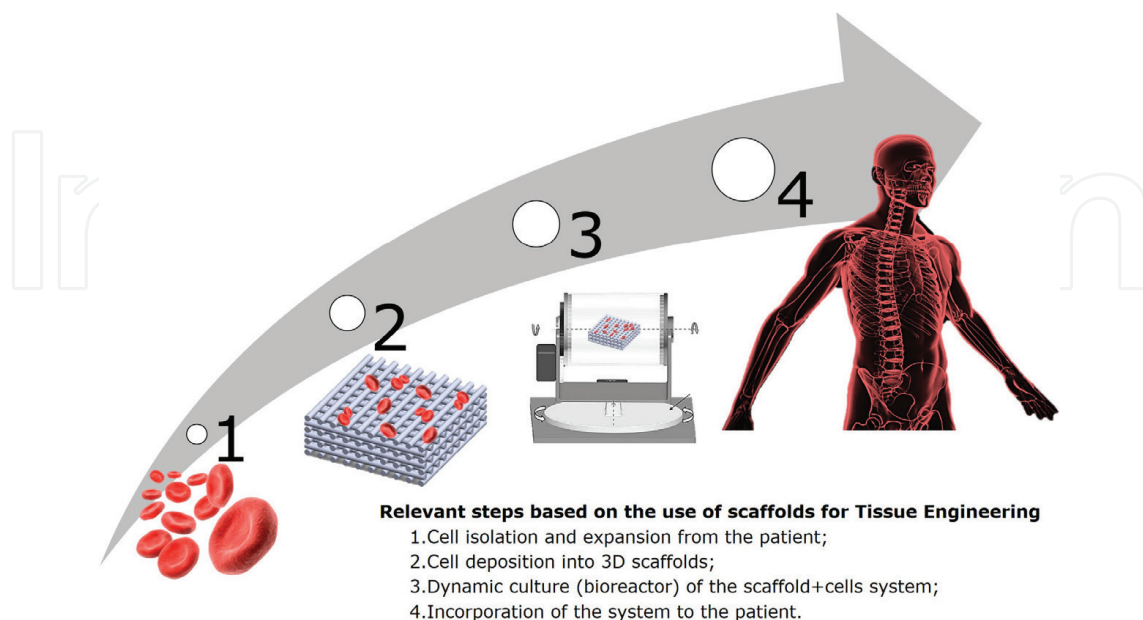 1
2
3
4
Relevant steps based on the use of scaffolds for Tissue Engineering
1.Cell isolation and expansion from the patient;
2.Cell deposition into 3D scaffolds;
3.Dynamic culture (bioreactor) of the scaffold+cells system;
4.Incorporation of the system to the patient.